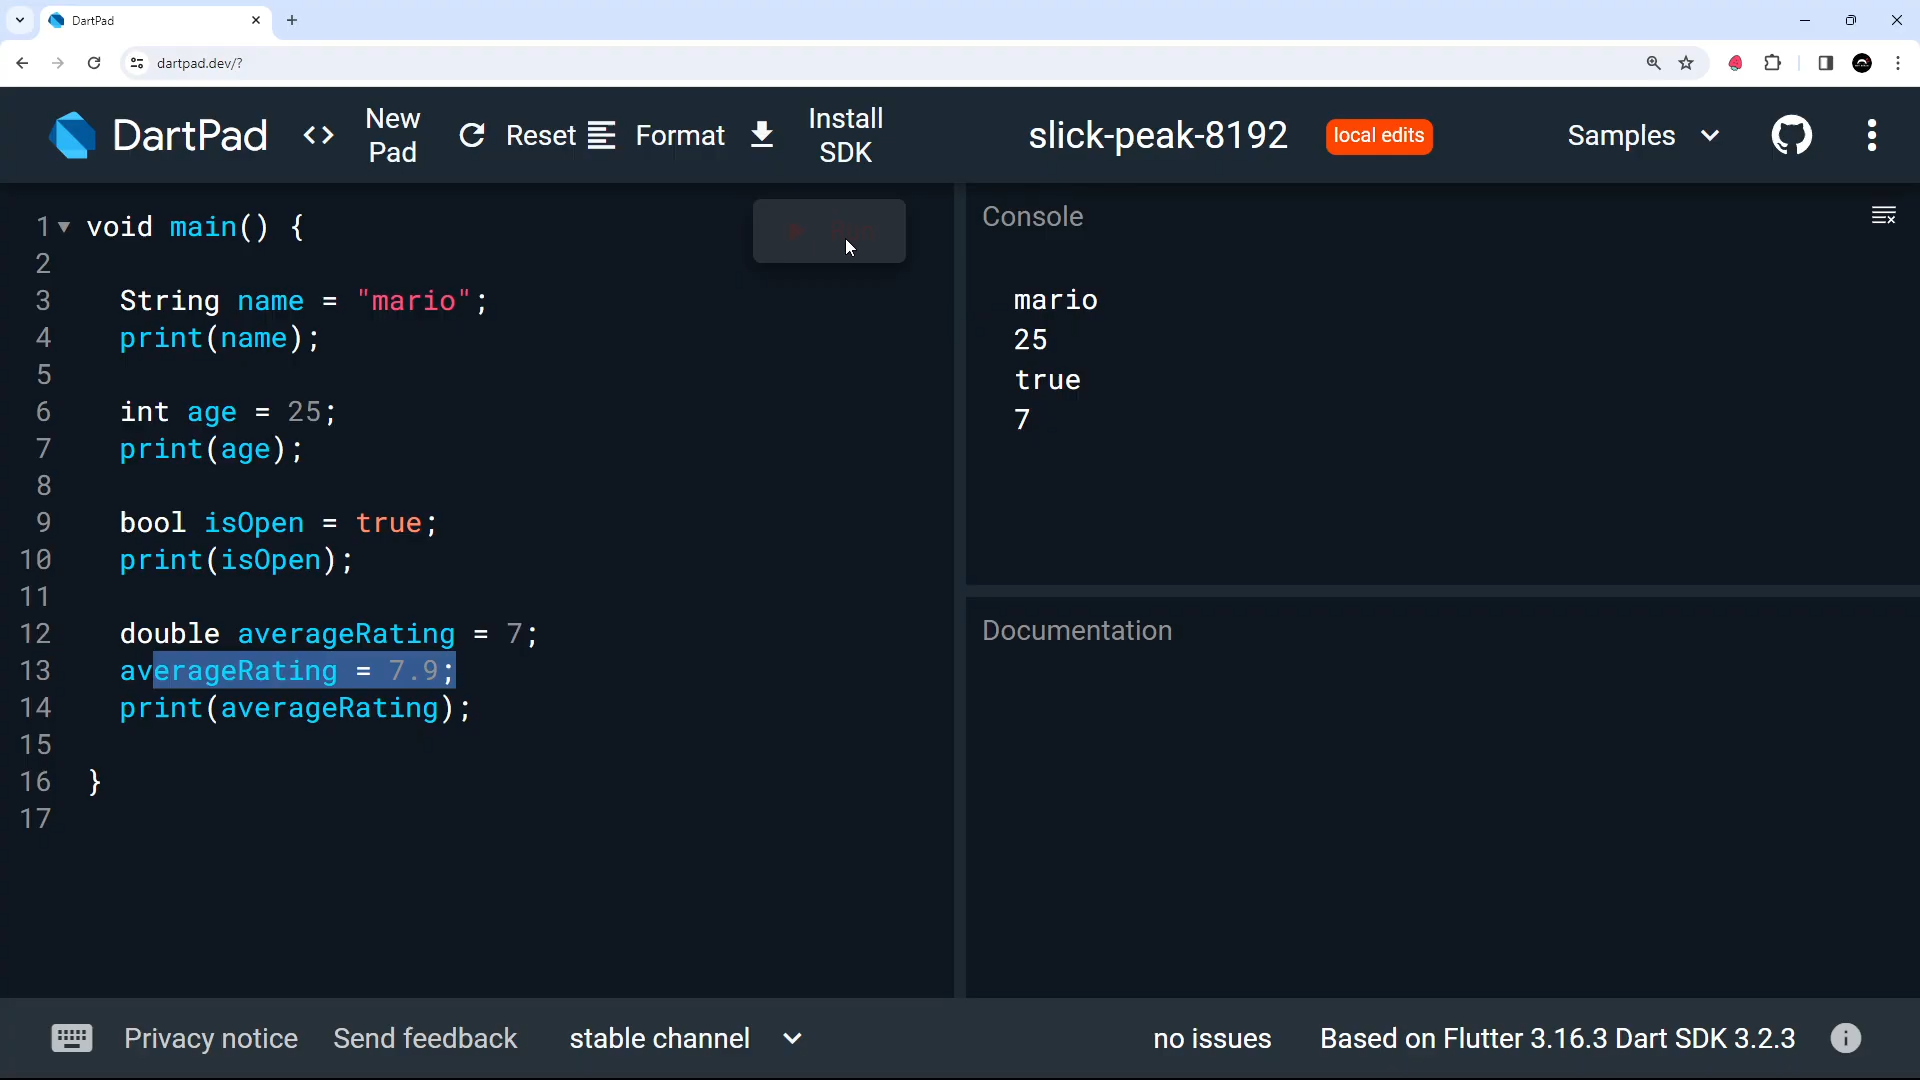 DartPad
dartpad.dev/?
DartPad
New Pad
Reset
Format
Install SDK
slick-peak-8192
local edits
Samples
1 void main() {
2
3 String name = "mario";
4 print(name);
5
6 int age = 25;
7 print(age);
8
9 bool isOpen = true;
10 print(isOpen);
11
12 double averageRating = 7;
13 averageRating = 7.9;
14 print(averageRating);
15
16 }
17
Console
mario
25
true
7
Documentation
Privacy notice
Send feedback
stable channel
no issues
Based on Flutter 3.16.3 Dart SDK 3.2.3